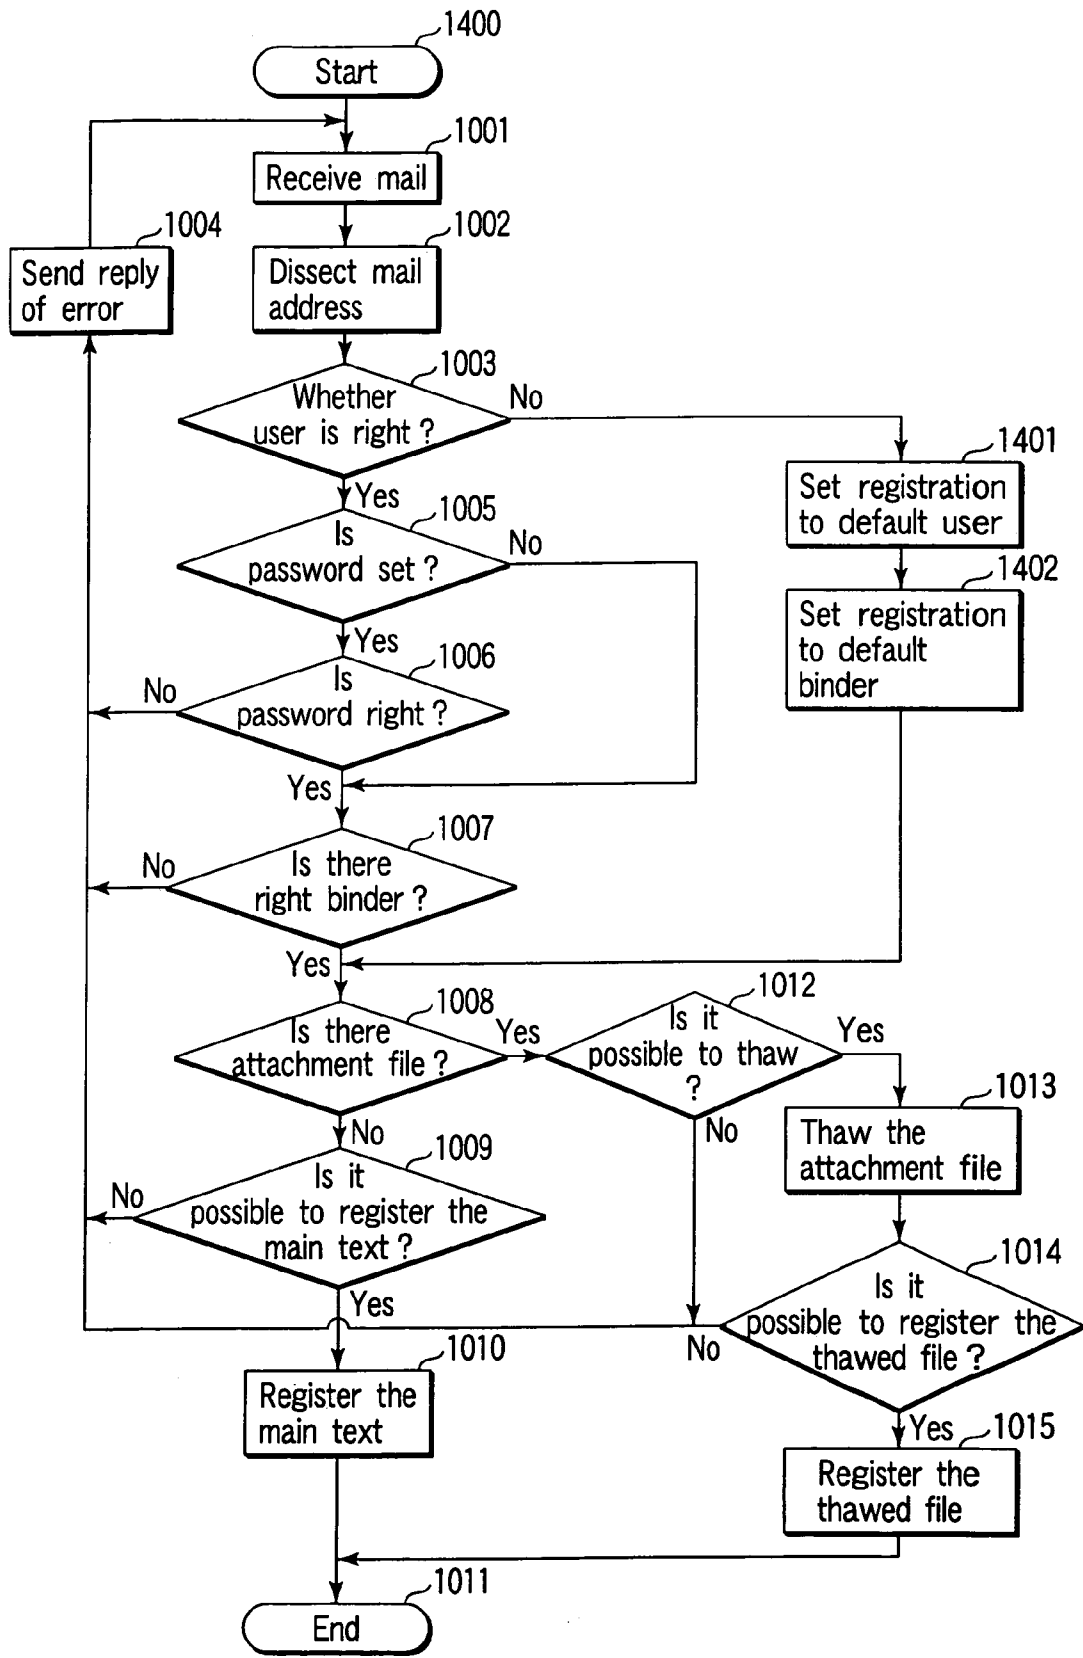 1400
Start
1001
Receive mail
1004
Send reply
of error
1002
Dissect mail
address
1003
Whether
user is right ?
No
Yes
1401
Set registration
to default user
1005
Is
password set ?
No
Yes
1402
Set registration
to default
binder
1006
Is
password right ?
No
Yes
1007
Is there
right binder ?
No
Yes
1008
Is there
attachment file ?
Yes
No
1012
Is it
possible to thaw
?
Yes
No
1013
Thaw the
attachment file
1009
Is it
possible to register the
main text ?
No
Yes
1014
Is it
possible to register the
thawed file ?
No
Yes
1010
Register the
main text
1015
Register the
thawed file
1011
End